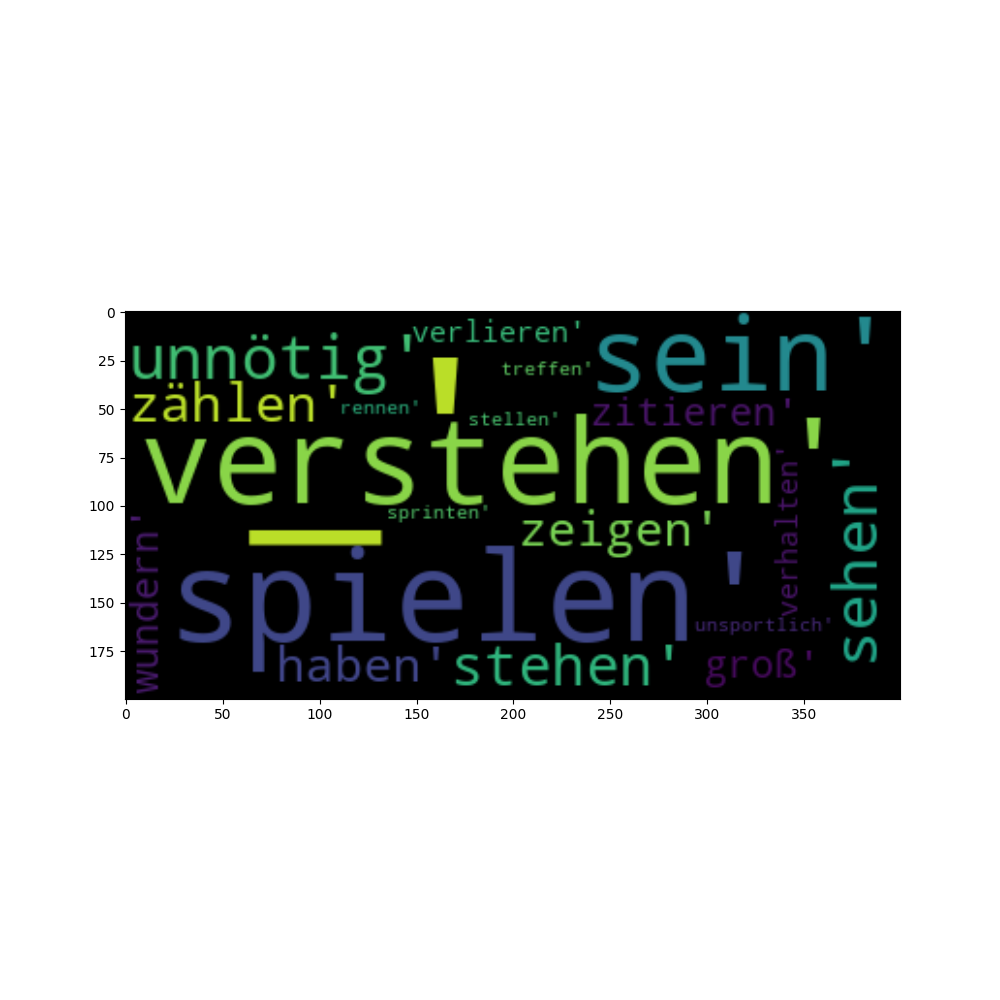 0
25
50
75
100
125
150
175
unnötig'
verlieren'
sein'
treffen'
zählen'
rennen'
stellen'
zitieren'
_'
verstehen'
sprinten'
zeigen'
verhalten'
sehen'
wundern'
spielen'
unsportlich'
haben'
stehen'
groß'
0 50 100 150 200 250 300 350